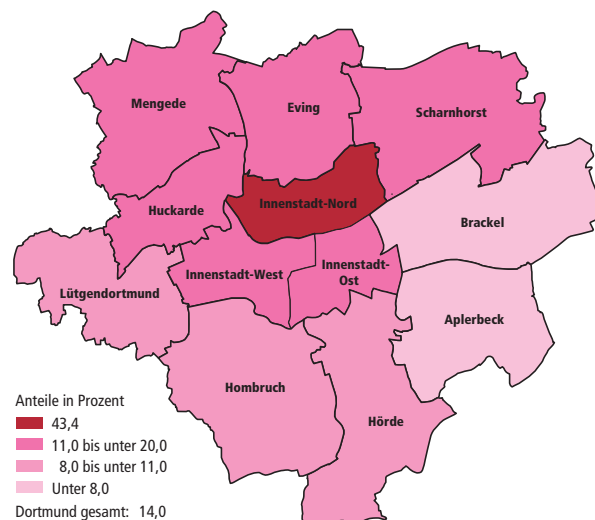 Mengede
Eving
Scharnhorst
Huckarde
Innenstadt-Nord
Brackel
Lütgendortmund
Innenstadt-West
Innenstadt-
Ost
Aplerbeck
Hombruch
Hörde
Anteile in Prozent
43,4
11,0 bis unter 20,0
8,0 bis unter 11,0
Unter 8,0
Dortmund gesamt: 14,0